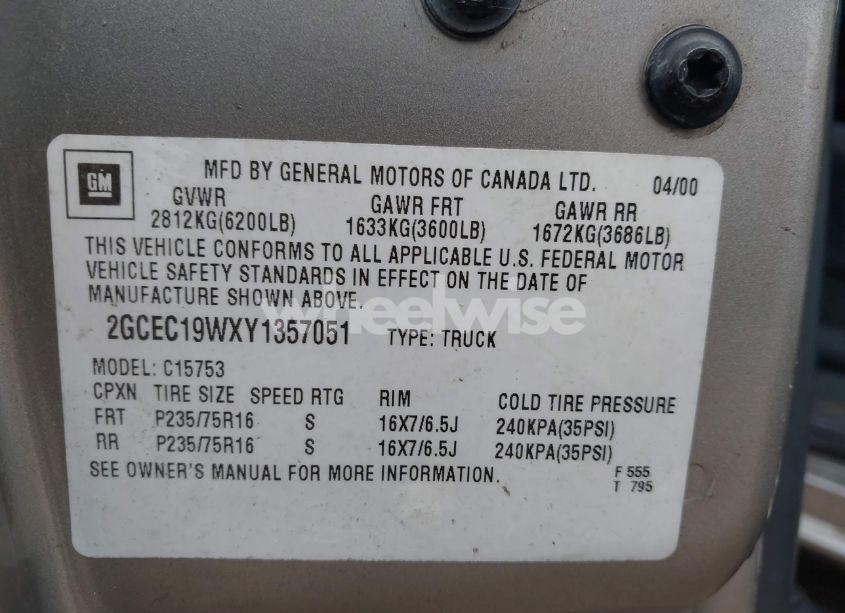 GM
MFD BY GENERAL MOTORS OF CANADA LTD. 04/00
GVWR GAWR FRT GAWR RR
2812KG(6200LB) 1633KG(3600LB) 1672KG(3686LB)
THIS VEHICLE CONFORMS TO ALL APPLICABLE U.S. FEDERAL MOTOR
VEHICLE SAFETY STANDARDS IN EFFECT ON THE DATE OF
MANUFACTURE SHOWN ABOVE.
wheelwise
2GCEC19WXY1357051 TYPE: TRUCK
MODEL: C15753
CPXN TIRE SIZE SPEED RTG RIM COLD TIRE PRESSURE
FRT P235/75R16 S 16X7/6.5J 240KPA(35PSI)
RR P235/75R16 S 16X7/6.5J 240KPA(35PSI)
SEE OWNER'S MANUAL FOR MORE INFORMATION. F 555
T 795